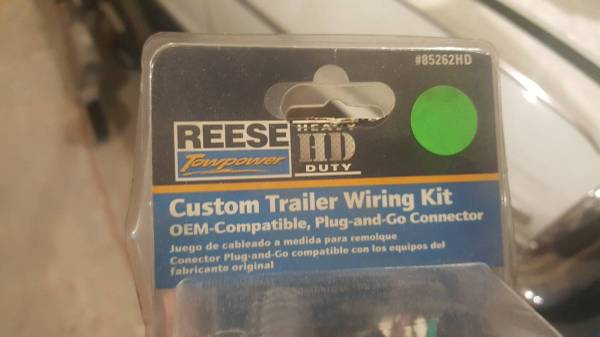 #85262HD
REESE
Towpower
HEAVY
HD
DUTY
Custom Trailer Wiring Kit
OEM-Compatible, Plug-and-Go Connector
Juego de cableado a medida para remolque
Conector Plug-and-Go compatible con los equipos del
fabricante original